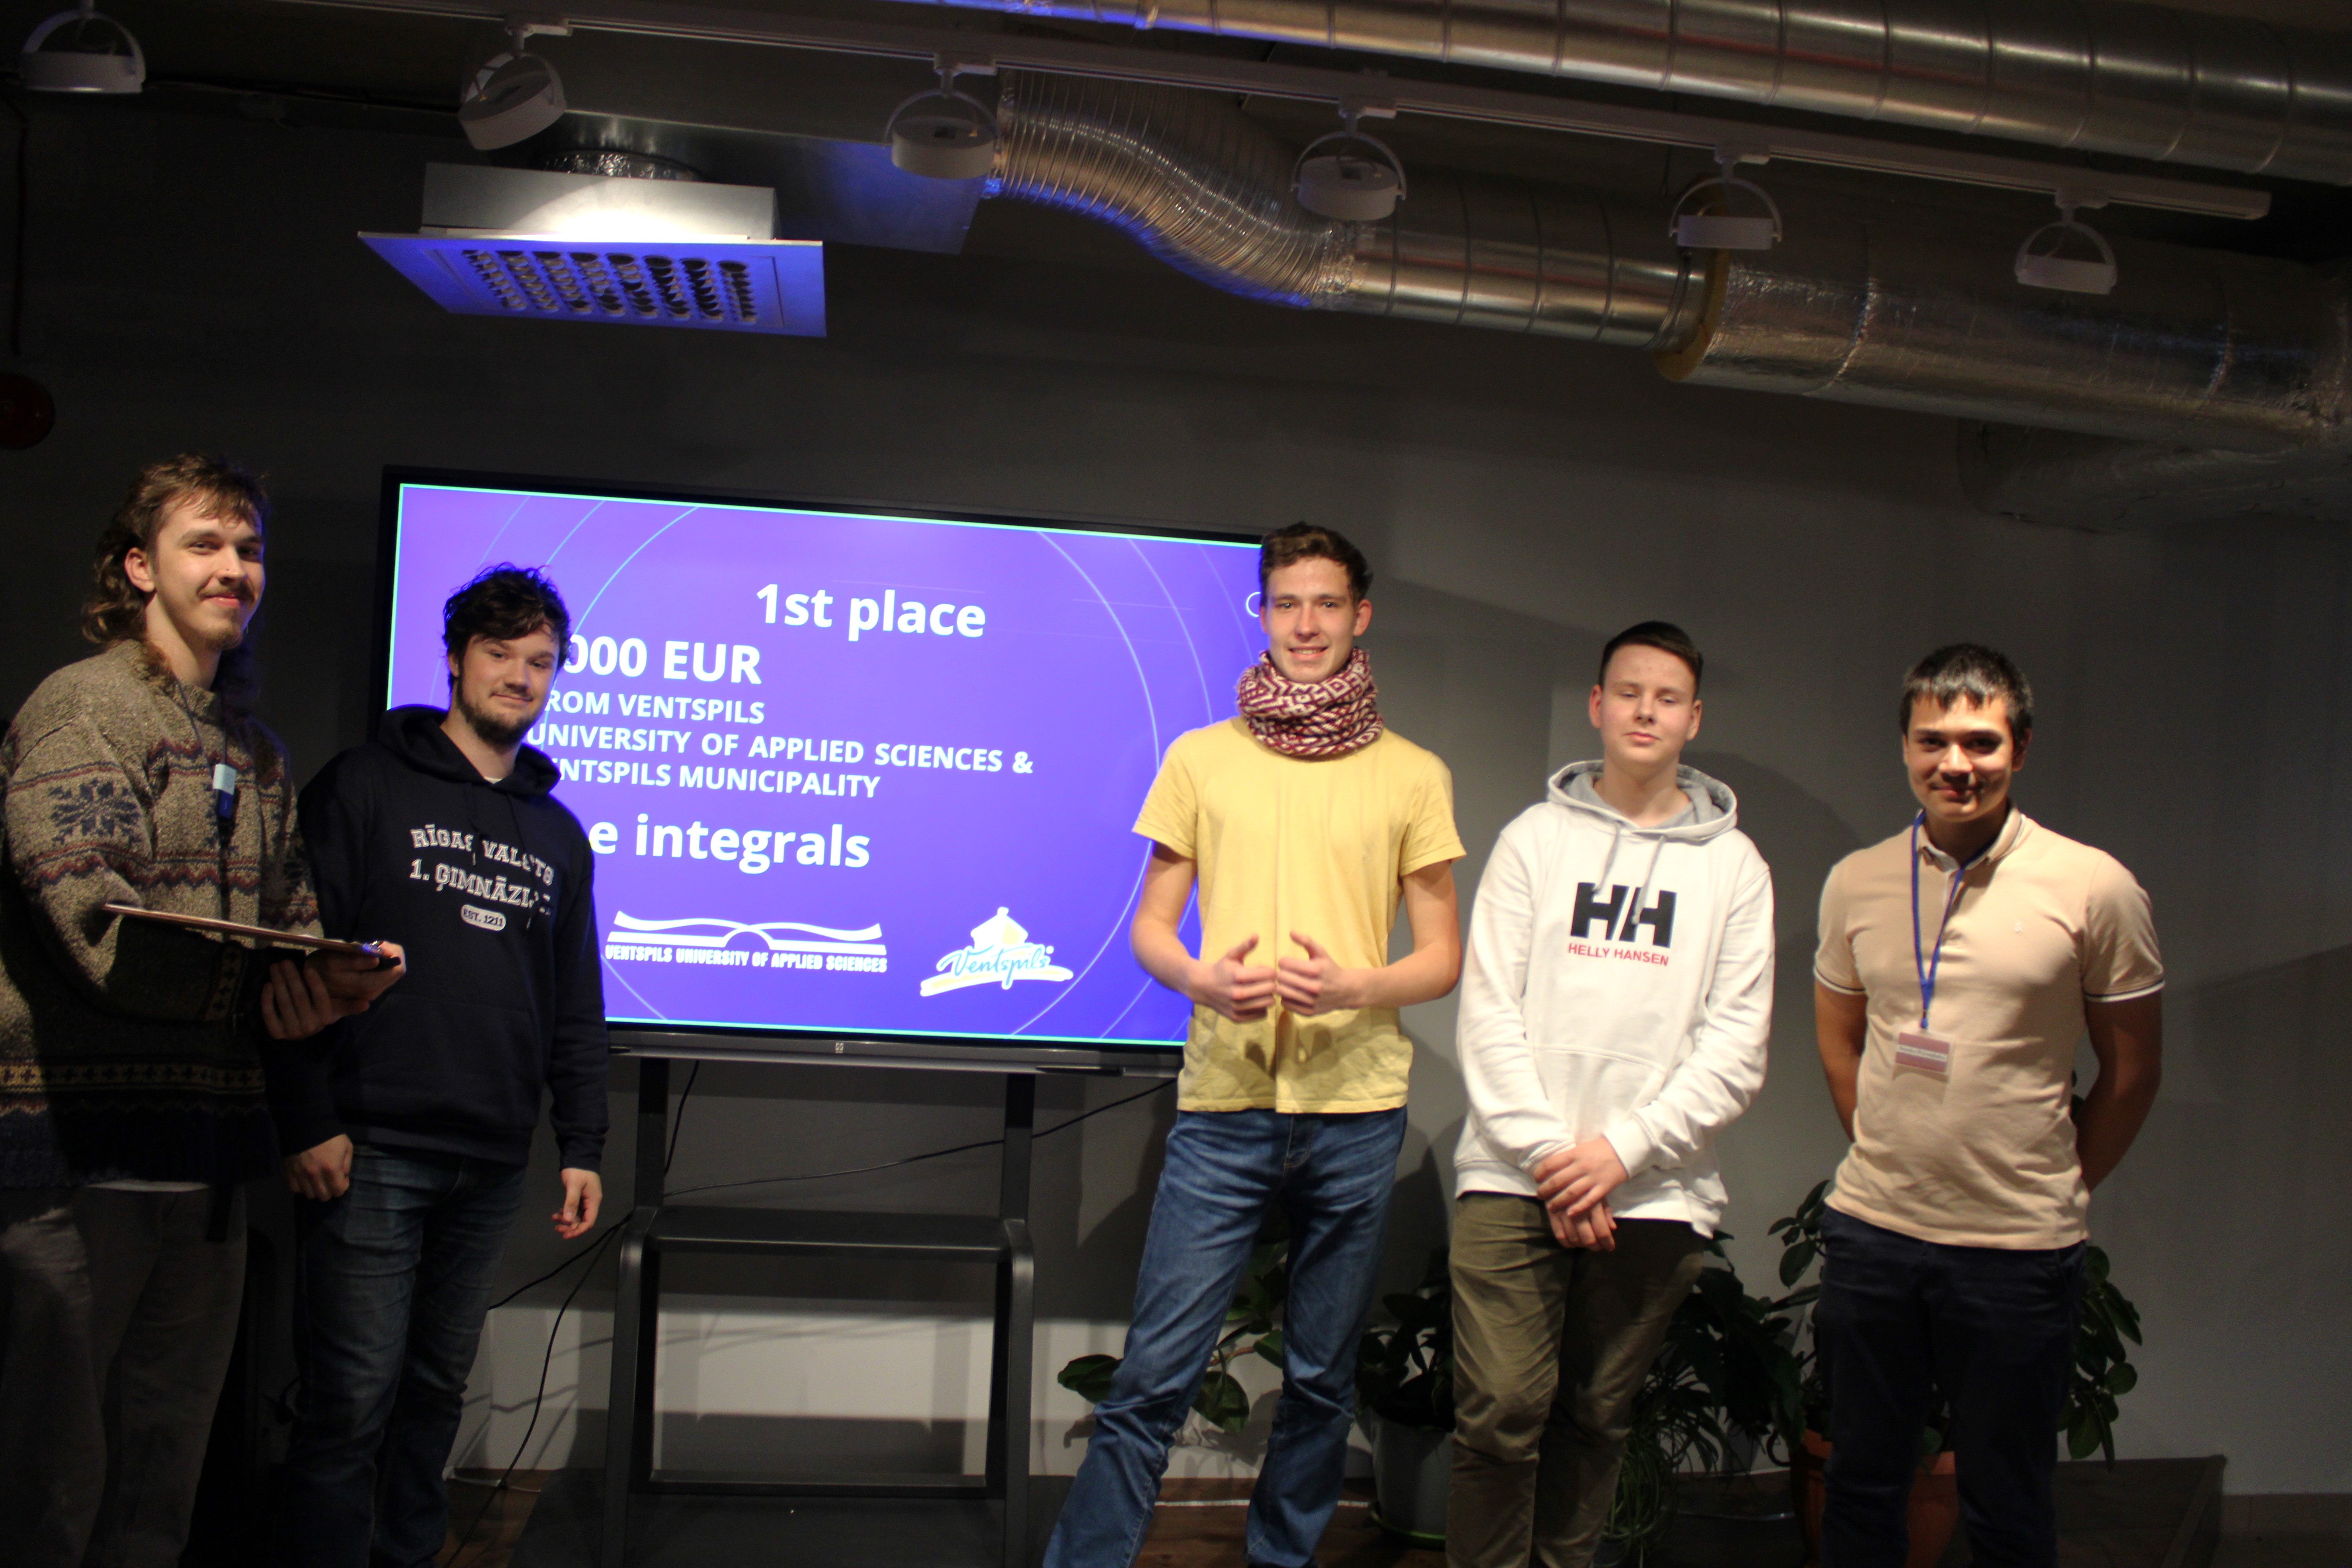 1st place
000 EUR
ROM VENTSPILS
UNIVERSITY OF APPLIED SCIENCES &
NTSPILS MUNICIPALITY
e integrals
VENTSPILS UNIVERSITY OF APPLIED SCIENCES
Ventspils
RĪGAS VALSTS
1. ĢIMNĀZIJA
EST. 1211
HH
HELLY HANSEN